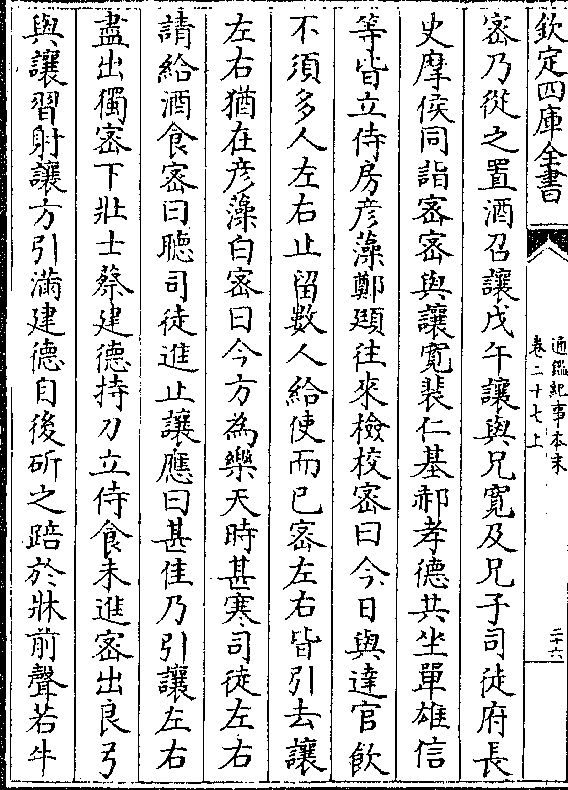 欽定四庫全書
通鑑紀事本末
卷二十七上
二十六
密乃從之置酒召讓戊午讓與兄寛及兄子司徒府長
史摩侯同詣密密與讓寛裴仁基郝孝德共坐單雄信
等皆立侍房彦藻鄭頲往來檢校密曰今日與達官飲
不須多人左右止留數人給使而已密左右皆引去讓
左右猶在彦藻白密曰今方為樂天時甚寒司徒左右
請給酒食密曰聽司徒進止讓應曰甚佳乃引讓左右
盡出獨密下壯士蔡建德持刀立侍食未進密出良弓
與讓習射讓方引滿建德自後斫之踣於牀前聲若牛